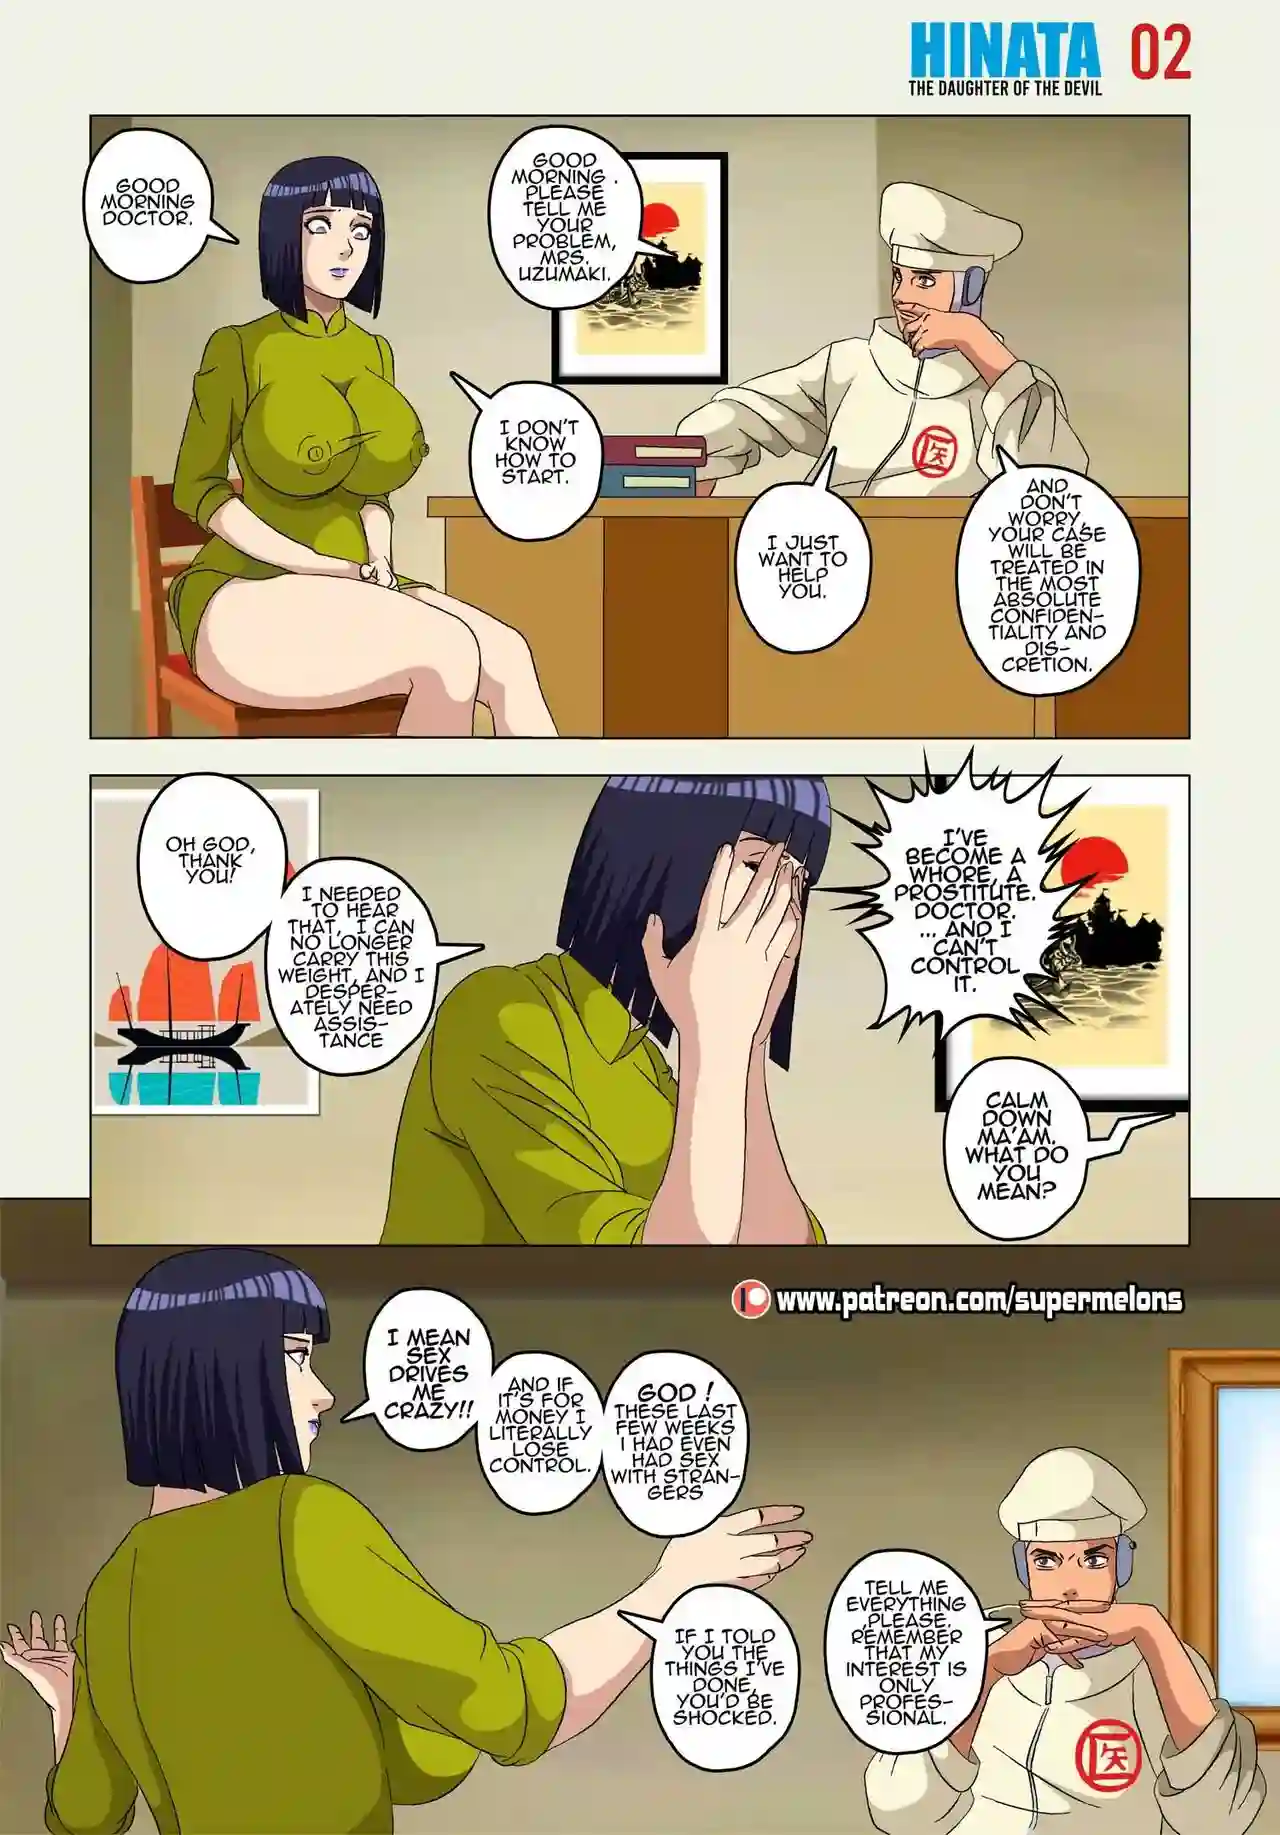 HINATA 02
THE DAUGHTER OF THE DEVIL
GOOD
MORNING
DOCTOR.
GOOD
MORNING .
PLEASE
TELL ME
YOUR
PROBLEM,
MRS.
UZUMAKI.
I DON'T
KNOW
HOW TO
START.
I JUST
WANT TO
HELP
YOU.
AND
DON'T
WORRY,
YOUR CASE
WILL BE
TREATED IN
THE MOST
ABSOLUTE
CONFIDEN-
TIALITY AND
DIS-
CRETION.
医
OH GOD,
THANK
YOU!
I NEEDED
TO HEAR
THAT, I CAN
NO LONGER
CARRY THIS
WEIGHT, AND I
DESPER-
ATELY NEED
ASSIS-
TANCE
I'VE
BECOME A
WHORE, A
PROSTITUTE.
DOCTOR.
... AND I
CAN'T
CONTROL
IT.
CALM
DOWN
MA'AM.
WHAT DO
YOU
MEAN?
www.patreon.com/supermelons
I MEAN
SEX
DRIVES
ME
CRAZY!!
AND IF
IT'S FOR
MONEY I
LITERALLY
LOSE
CONTROL.
GOD !
THESE LAST
FEW WEEKS
I HAD EVEN
HAD SEX
WITH STRAN-
GERS
IF I TOLD
YOU THE
THINGS I'VE
DONE,
YOU'D BE
SHOCKED.
TELL ME
EVERYTHING
,PLEASE.
REMEMBER
THAT MY
INTEREST IS
ONLY
PROFES-
SIONAL.
医